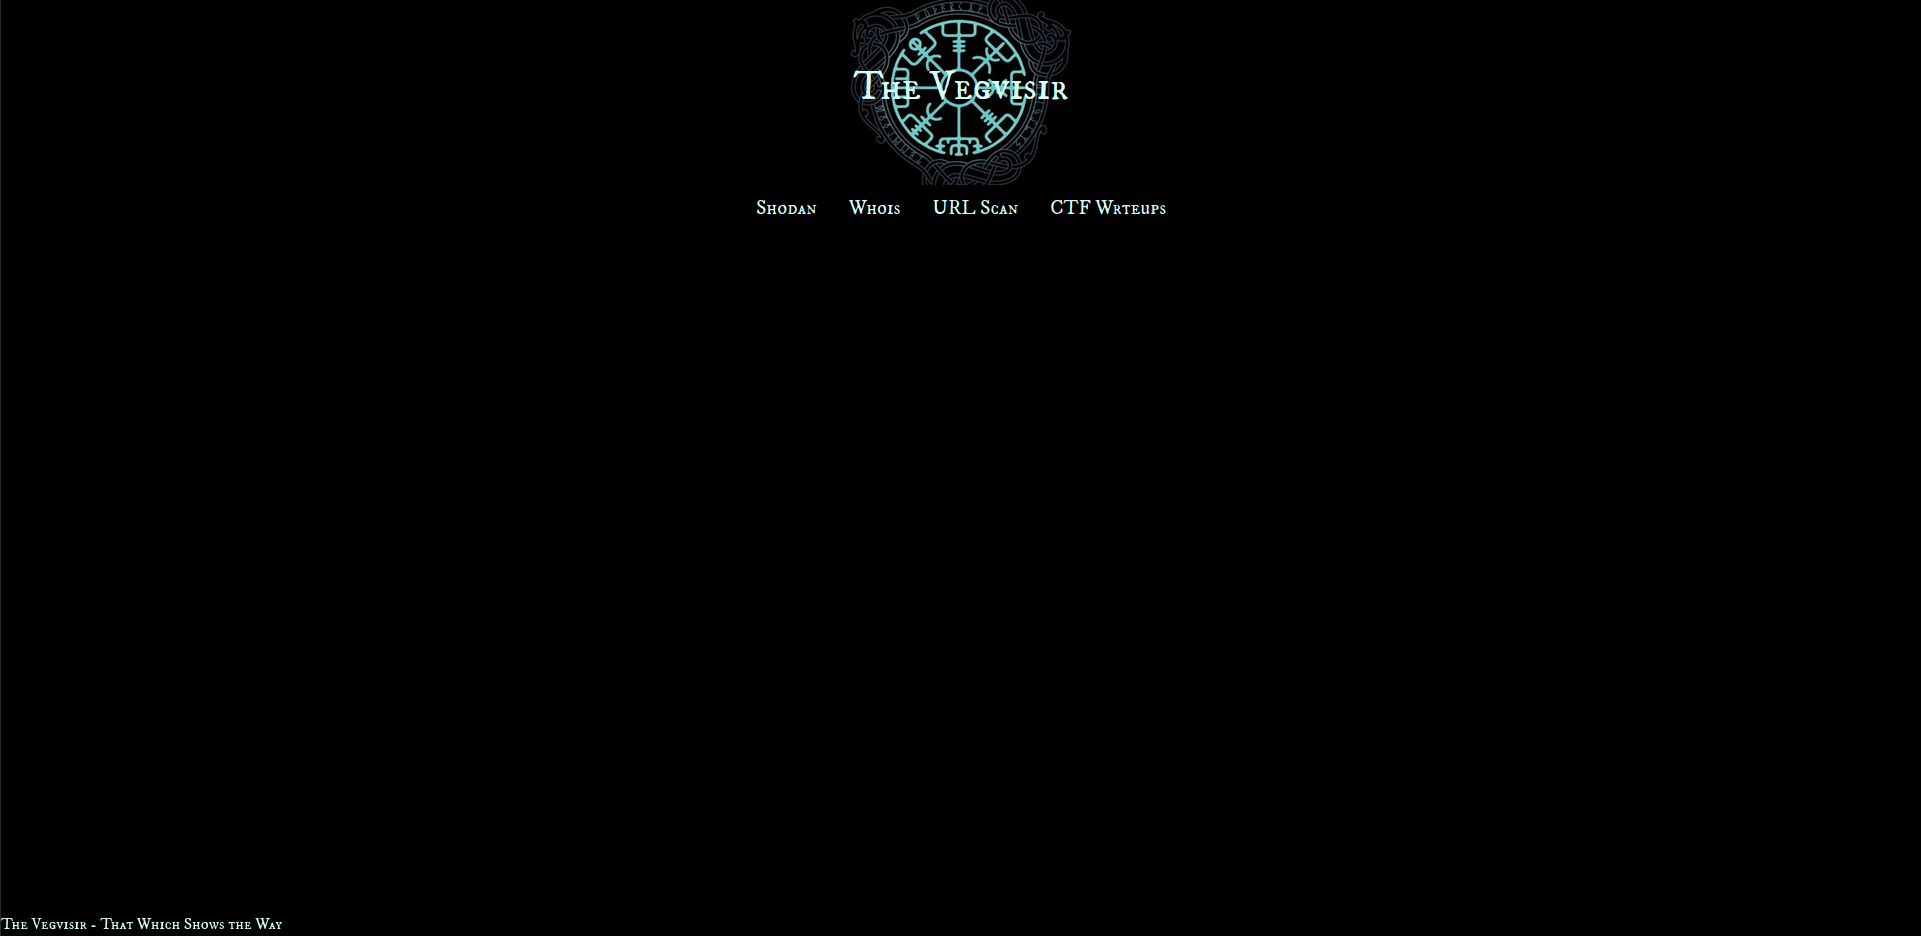 The Vegvisir
Shodan Whois URL Scan CTF Wrteups
The Vegvisir - That Which Shows the Way